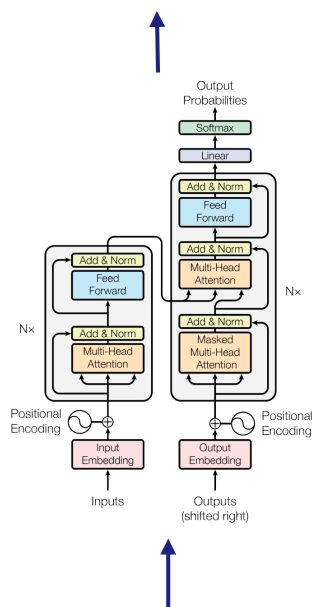 Output
Probabilities
Softmax
Linear
Add & Norm
Feed
Forward
Add & Norm
Multi-Head
Attention
Add & Norm
Masked
Multi-Head
Attention
N×
Positional
Encoding
Output
Embedding
Outputs
(shifted right)
Add & Norm
Feed
Forward
Add & Norm
Multi-Head
Attention
N×
Positional
Encoding
Input
Embedding
Inputs